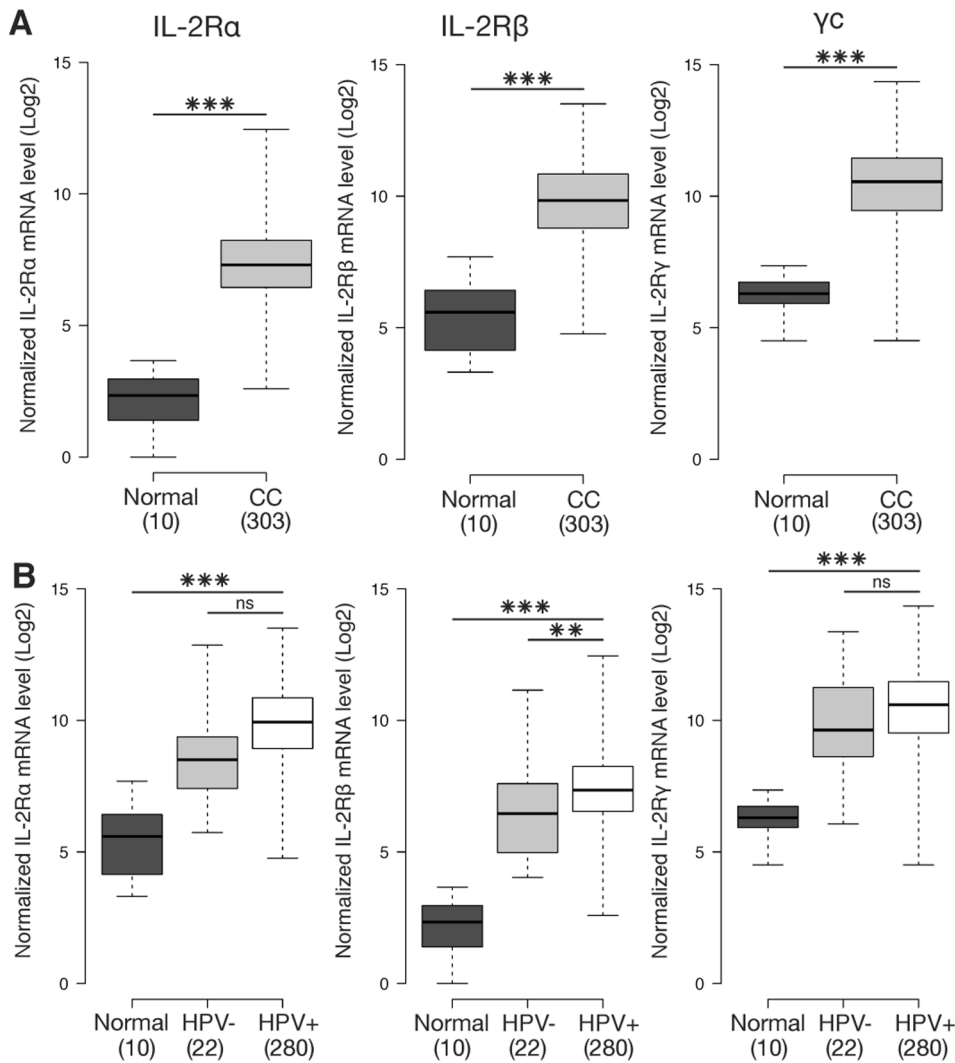 A
IL-2Rα
IL-2Rβ
γc
Normalized IL-2Rα mRNA level (Log2)
15
10
5
0
***
Normal
(10)
CC
(303)
Normalized IL-2Rβ mRNA level (Log2)
15
10
5
0
***
Normal
(10)
CC
(303)
Normalized IL-2Rγ mRNA level (Log2)
15
10
5
0
***
Normal
(10)
CC
(303)
B
Normalized IL-2Rα mRNA level (Log2)
15
10
5
0
***
ns
Normal
(10)
HPV-
(22)
HPV+
(280)
Normalized IL-2Rβ mRNA level (Log2)
15
10
5
0
***
**
Normal
(10)
HPV-
(22)
HPV+
(280)
Normalized IL-2Rγ mRNA level (Log2)
15
10
5
0
***
ns
Normal
(10)
HPV-
(22)
HPV+
(280)